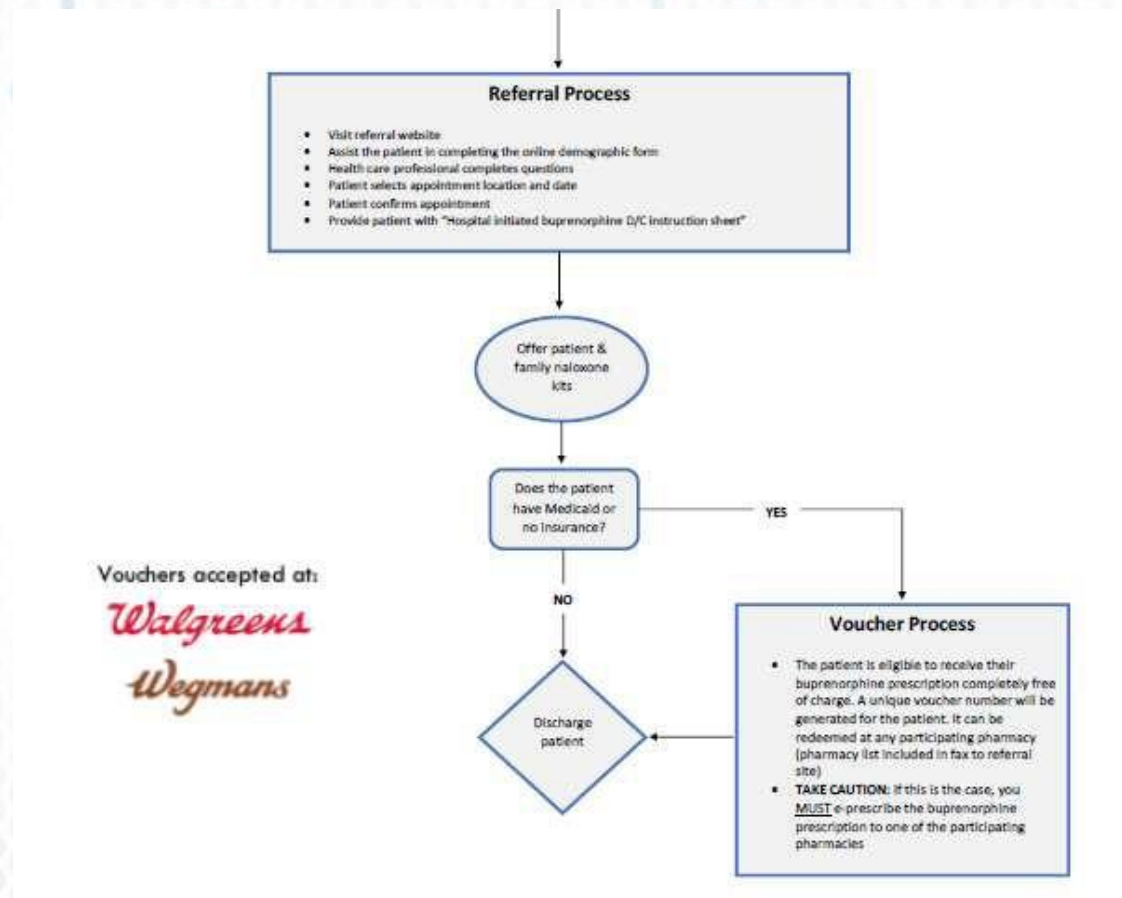 Referral Process
• Visit referral website
• Assist the patient in completing the online demographic form
• Health care professional completes questions
• Patient selects appointment location and date
• Patient confirms appointment
• Provide patient with "Hospital initiated buprenorphine D/C instruction sheet"
Offer patient &
family naloxone
kits
Does the patient
have Medicaid or
no insurance?
YES
NO
Vouchers accepted at:
Walgreens
Wegmans
Discharge
patient
Voucher Process
• The patient is eligible to receive their
buprenorphine prescription completely free
of charge. A unique voucher number will be
generated for the patient. It can be
redeemed at any participating pharmacy
(pharmacy list included in fax to referral
site)
• TAKE CAUTION: If this is the case, you
MUST e-prescribe the buprenorphine
prescription to one of the participating
pharmacies